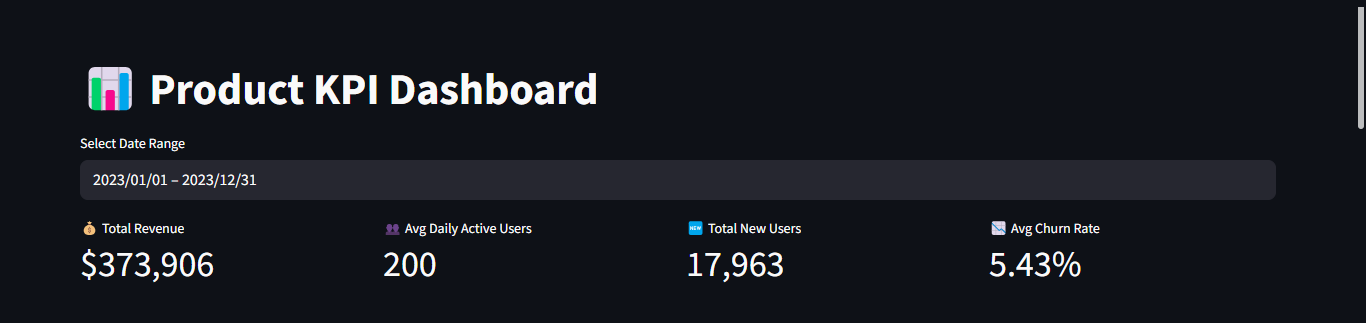 Product KPI Dashboard
Select Date Range
2023/01/01 – 2023/12/31
Total Revenue
$373,906
Avg Daily Active Users
200
NEW Total New Users
17,963
Avg Churn Rate
5.43%